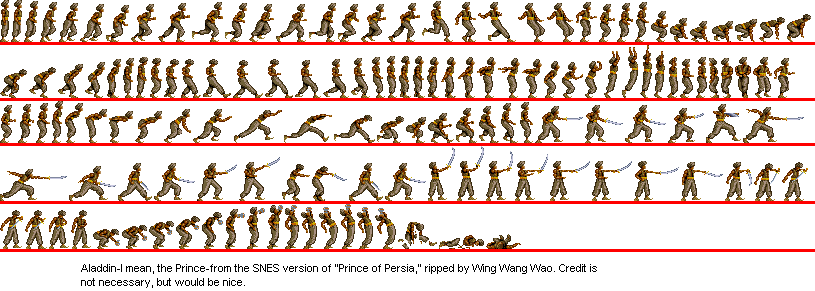 Aladdin-I mean, the Prince-from the SNES version of "Prince of Persia," ripped by Wing Wang Wao. Credit is
not necessary, but would be nice.